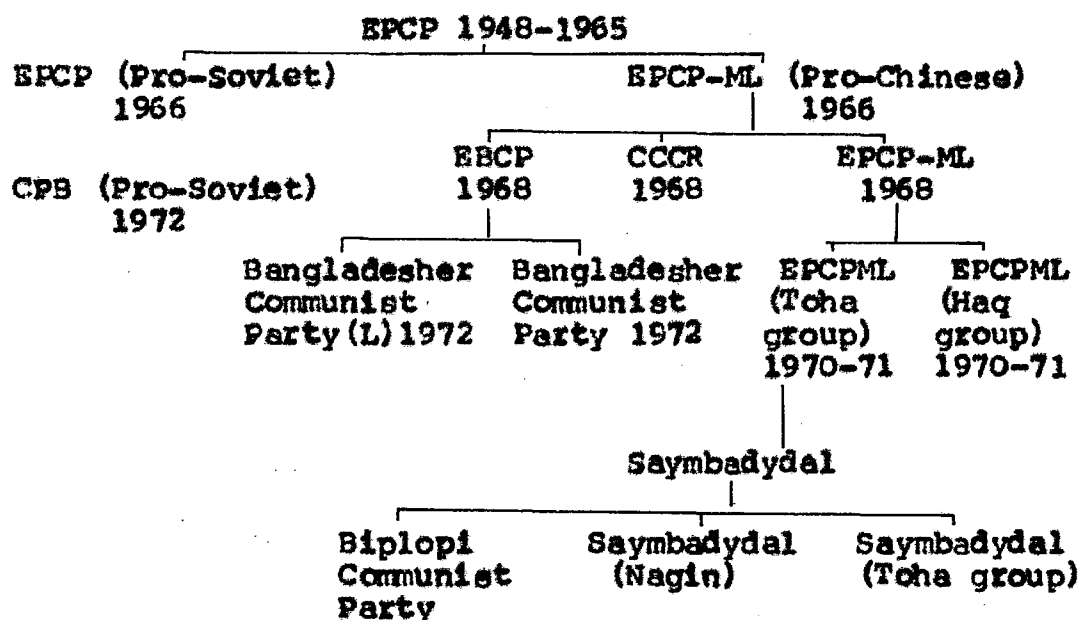 EPCP 1948-1965
EPCP (Pro-Soviet) EPCP-ML (Pro-Chinese)
1966 1966
EBCP CCCR EPCP-ML
CPB (Pro-Soviet) 1968 1968 1968
1972
Bangladesher Bangladesher EPCPML EPCPML
Communist Communist (Toha (Haq
Party(L)1972 Party 1972 group) group)
1970-71 1970-71
Saymbadydal
Biplopi Saymbadydal Saymbadydal
Communist (Nagin) (Toha group)
Party